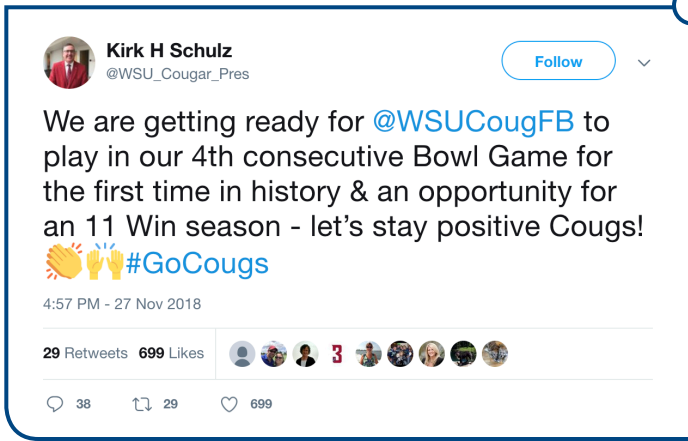 Kirk H Schulz
@WSU_Cougar_Pres
Follow
We are getting ready for @WSUCougFB to
play in our 4th consecutive Bowl Game for
the first time in history & an opportunity for
an 11 Win season - let’s stay positive Cougs!
👏🙌#GoCougs
4:57 PM - 27 Nov 2018
29 Retweets 699 Likes
3
38 29 699